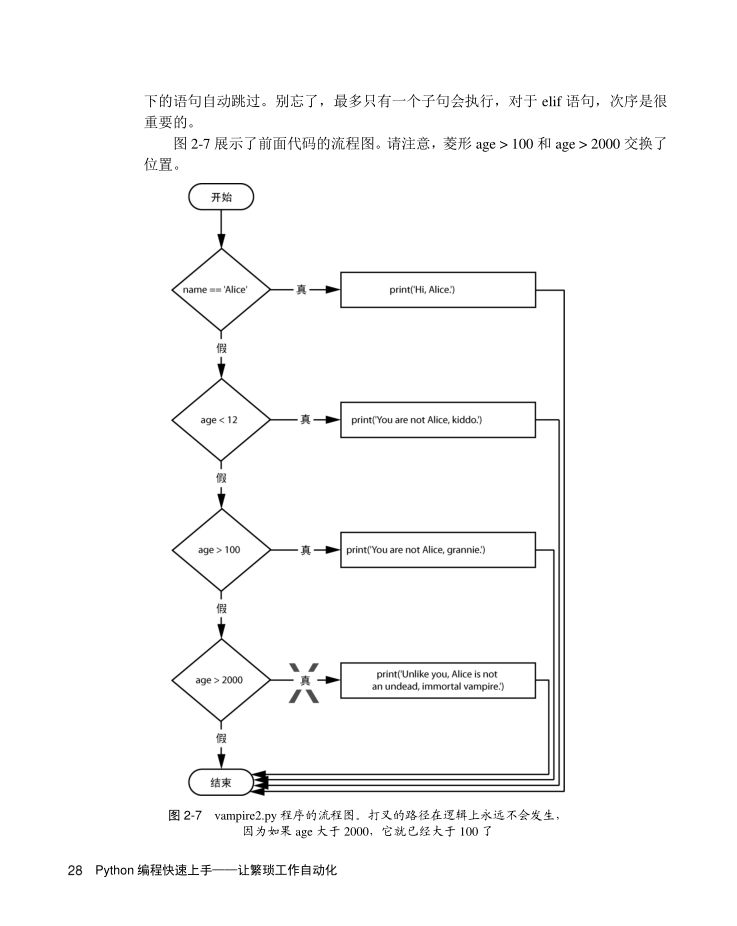 下的语句自动跳过。别忘了，最多只有一个子句会执行，对于 elif 语句，次序是很
重要的。
图 2-7 展示了前面代码的流程图。请注意，菱形 age > 100 和 age > 2000 交换了
位置。
开始
name == 'Alice'
真
print('Hi, Alice.')
假
age < 12
真
print('You are not Alice, kiddo.')
假
age > 100
真
print('You are not Alice, grannie.')
假
age > 2000
真
print('Unlike you, Alice is not
an undead, immortal vampire.')
假
结束
图 2-7 vampire2.py 程序的流程图。打叉的路径在逻辑上永远不会发生，
因为如果 age 大于 2000，它就已经大于 100 了
28 Python 编程快速上手——让繁琐工作自动化